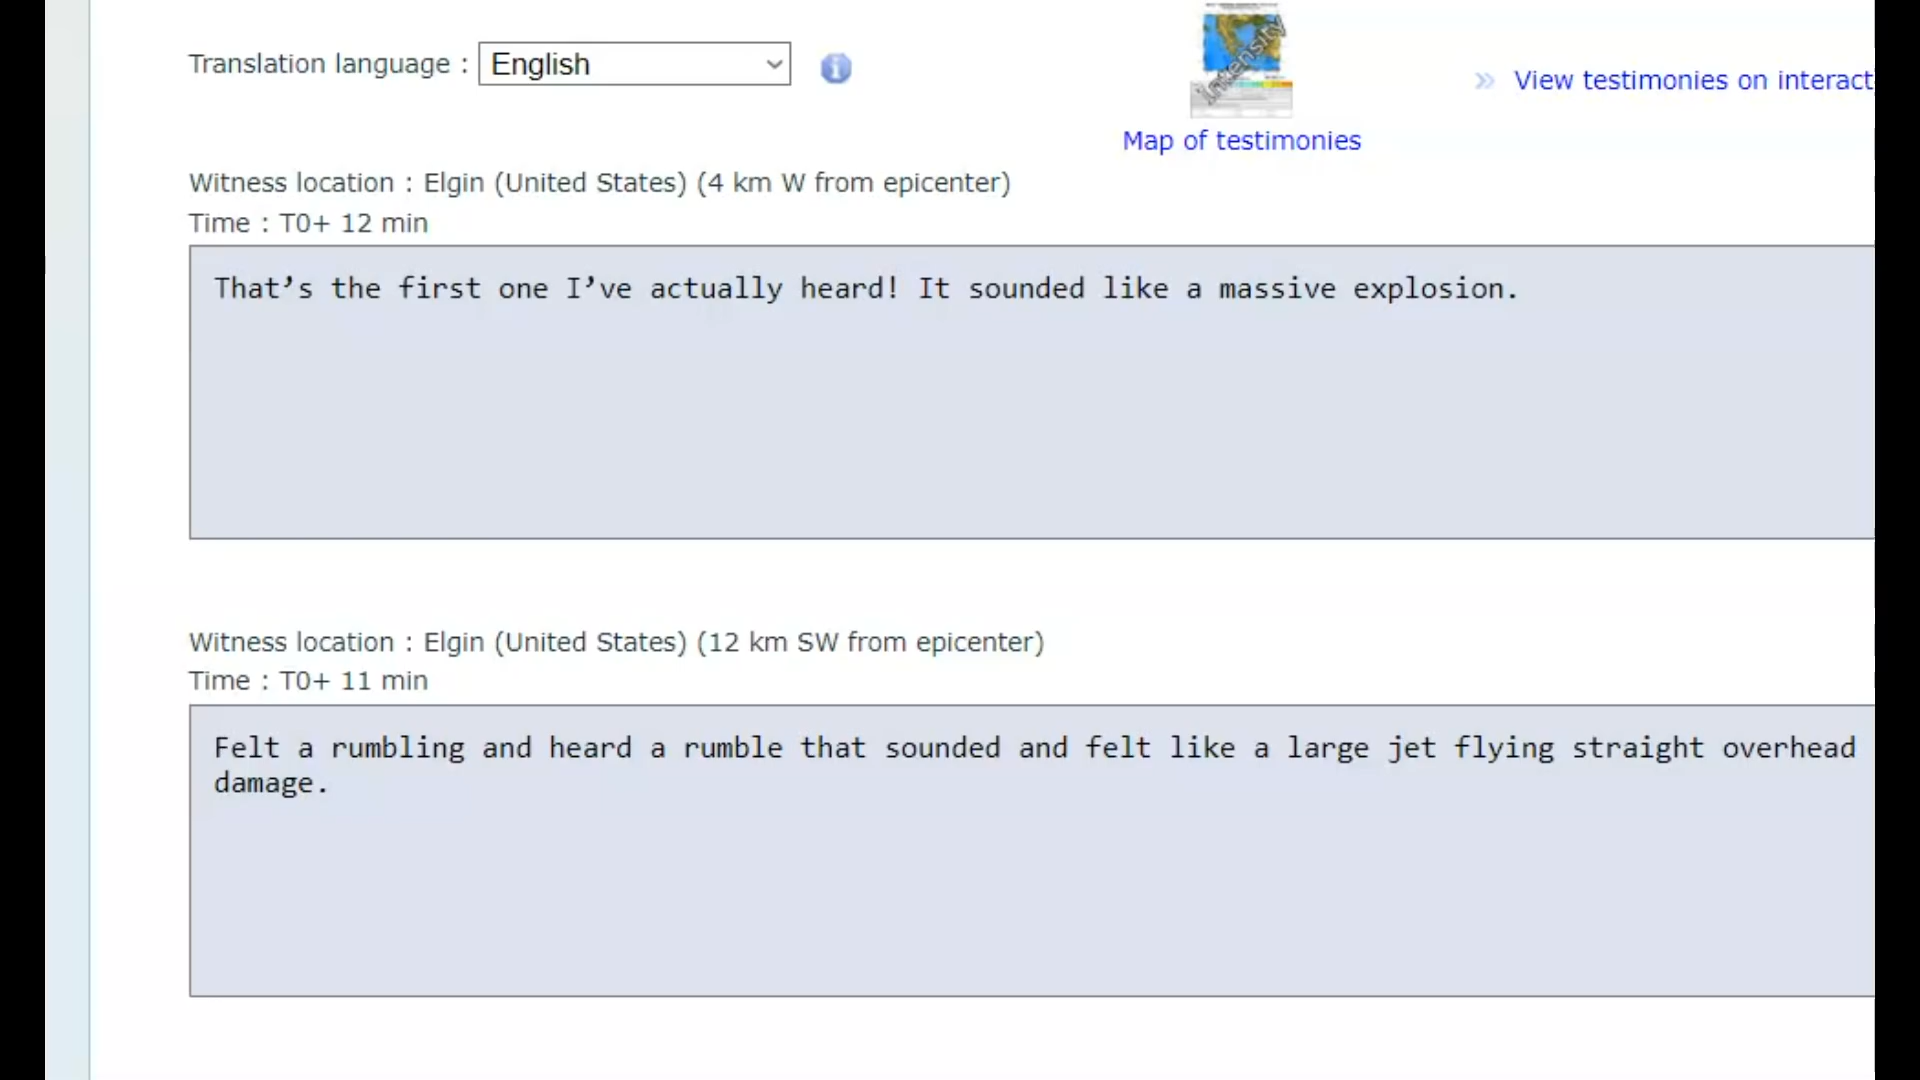 Translation language : English
intensity
» View testimonies on interact
Map of testimonies
Witness location : Elgin (United States) (4 km W from epicenter)
Time : T0+ 12 min
That’s the first one I’ve actually heard! It sounded like a massive explosion.
Witness location : Elgin (United States) (12 km SW from epicenter)
Time : T0+ 11 min
Felt a rumbling and heard a rumble that sounded and felt like a large jet flying straight overhead
damage.